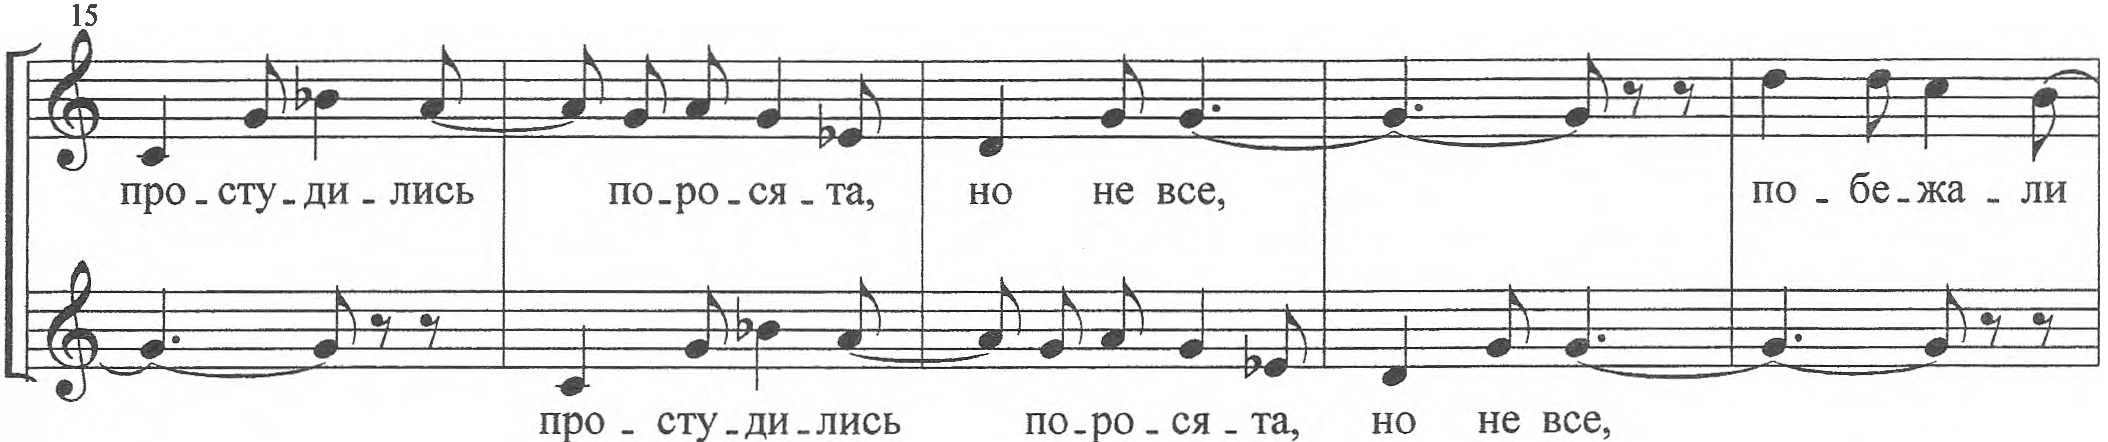 15
про-сту-ди-лись по-ро-ся-та, но не все, по-бе-жа-ли
про-сту-ди-лись по-ро-ся-та, но не все,